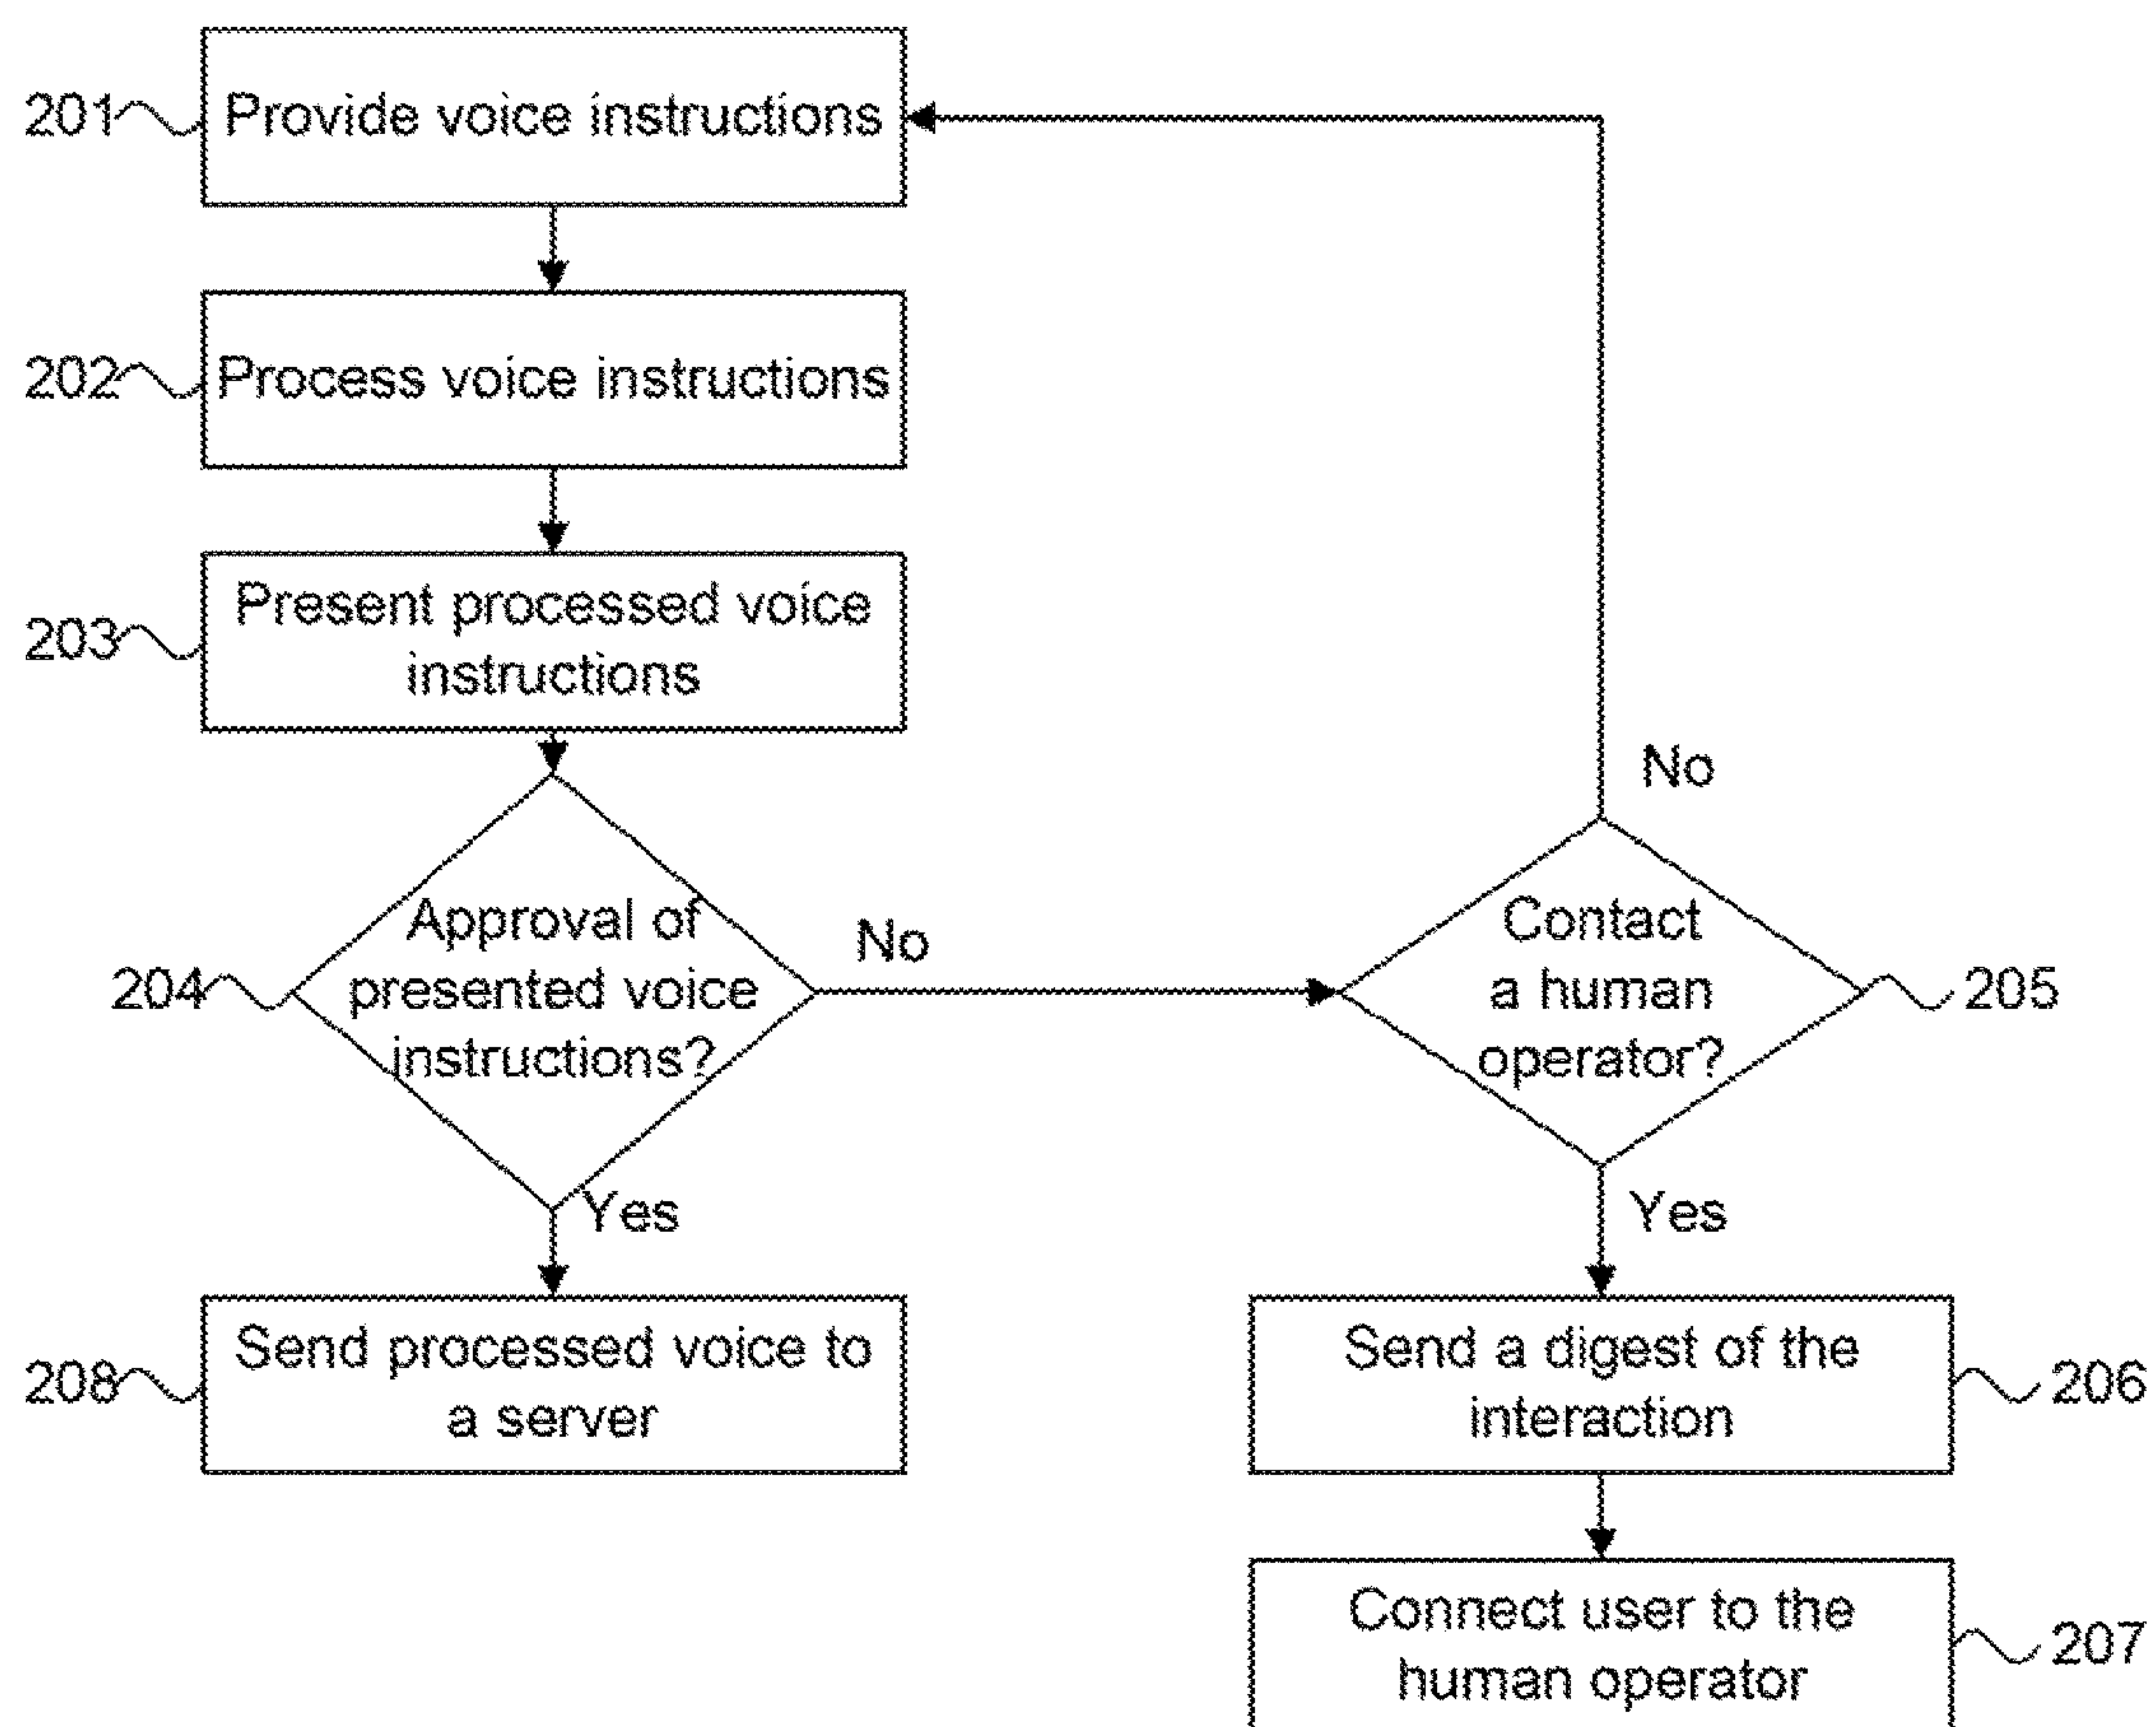 201
Provide voice instructions
202
Process voice instructions
203
Present processed voice
instructions
No
204
Approval of
presented voice
instructions?
No
Contact
a human
operator?
205
Yes
Yes
208
Send processed voice to
a server
Send a digest of the
interaction
206
Connect user to the
human operator
207